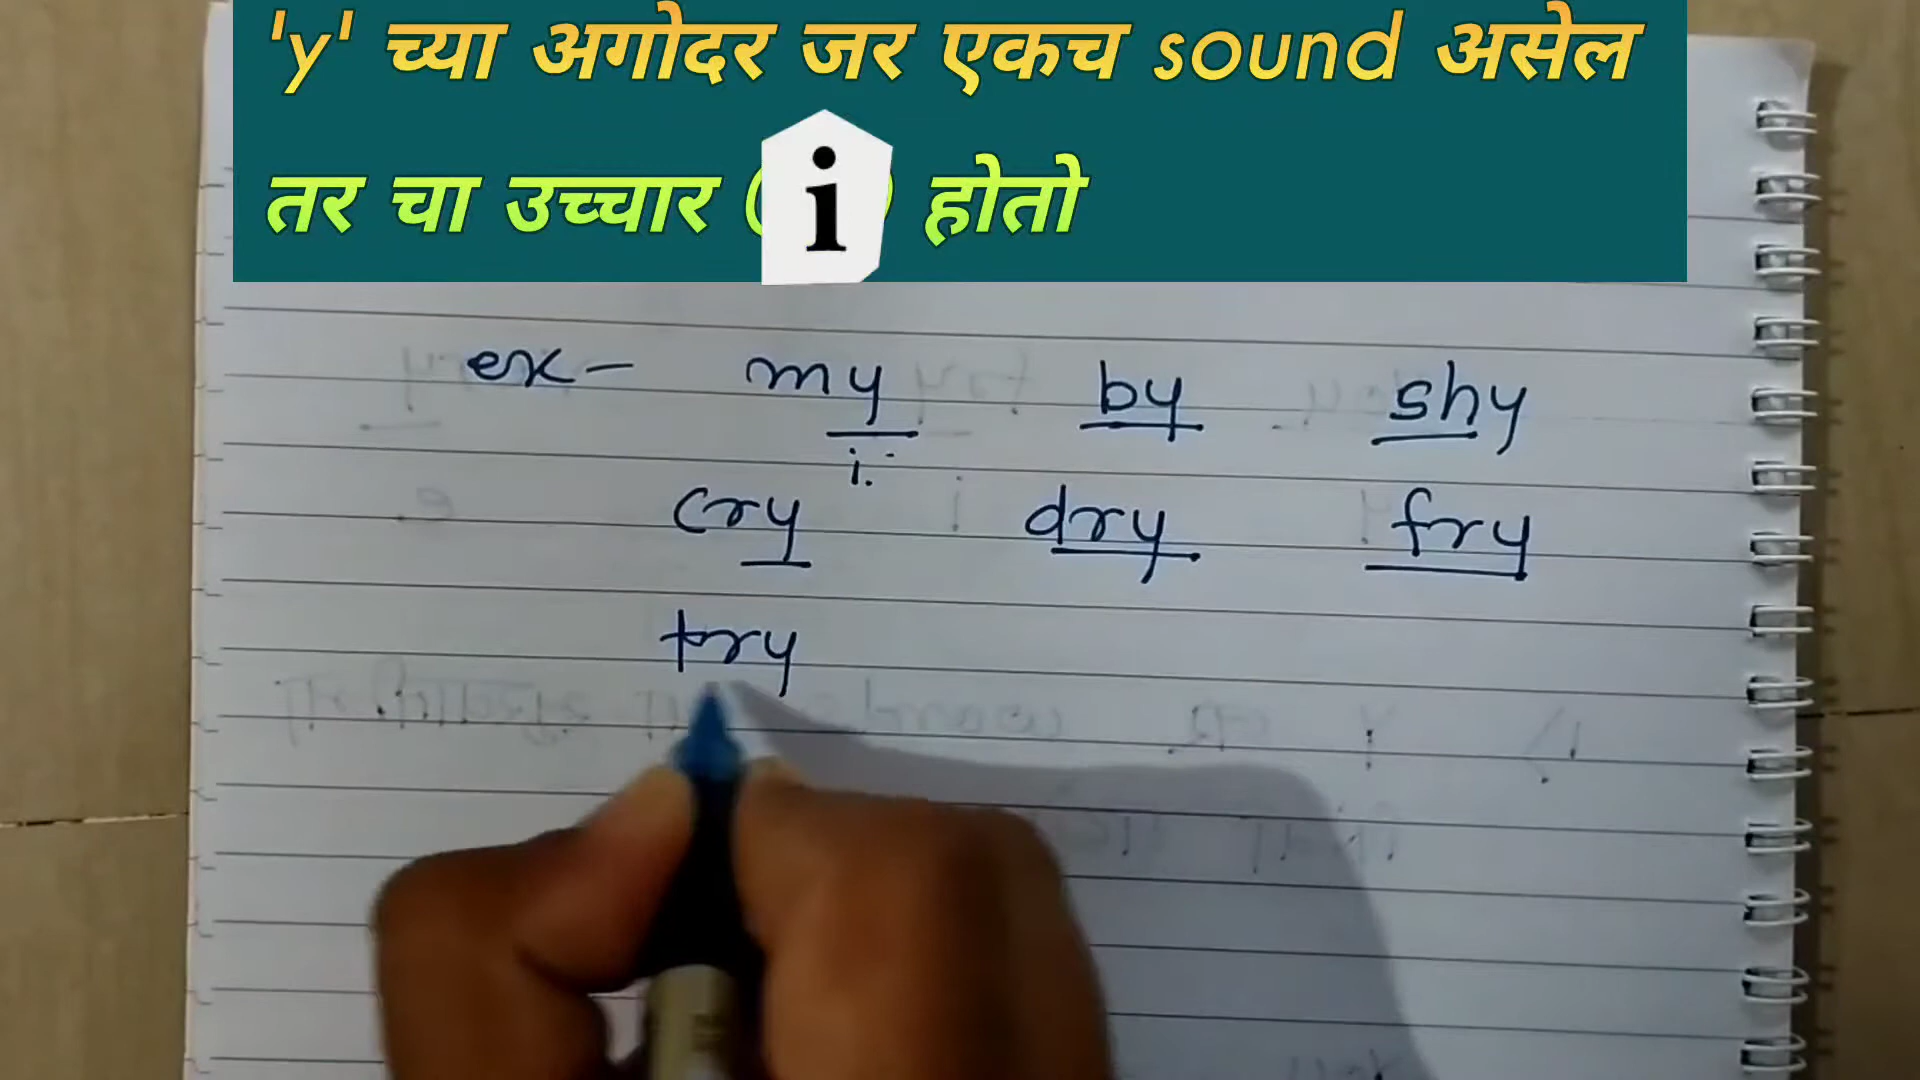 'y' च्या अगोदर जर एकच sound असेल
तर चा उच्चार (i) होतो
ex - my by shy
i
cry dry fry
try